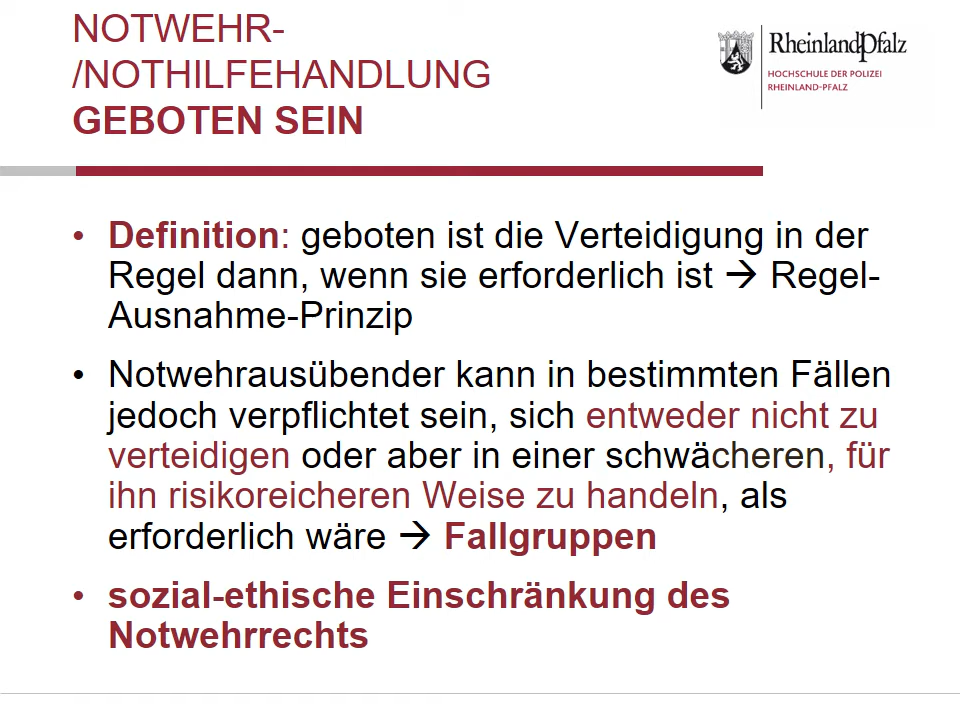 NOTWEHR-
/NOTHILFEHANDLUNG
GEBOTEN SEIN
RheinlandPfalz
HOCHSCHULE DER POLIZEI
RHEINLAND-PFALZ
• Definition: geboten ist die Verteidigung in der
Regel dann, wenn sie erforderlich ist → Regel-
Ausnahme-Prinzip
• Notwehrausübender kann in bestimmten Fällen
jedoch verpflichtet sein, sich entweder nicht zu
verteidigen oder aber in einer schwächeren, für
ihn risikoreicheren Weise zu handeln, als
erforderlich wäre → Fallgruppen
• sozial-ethische Einschränkung des
Notwehrrechts